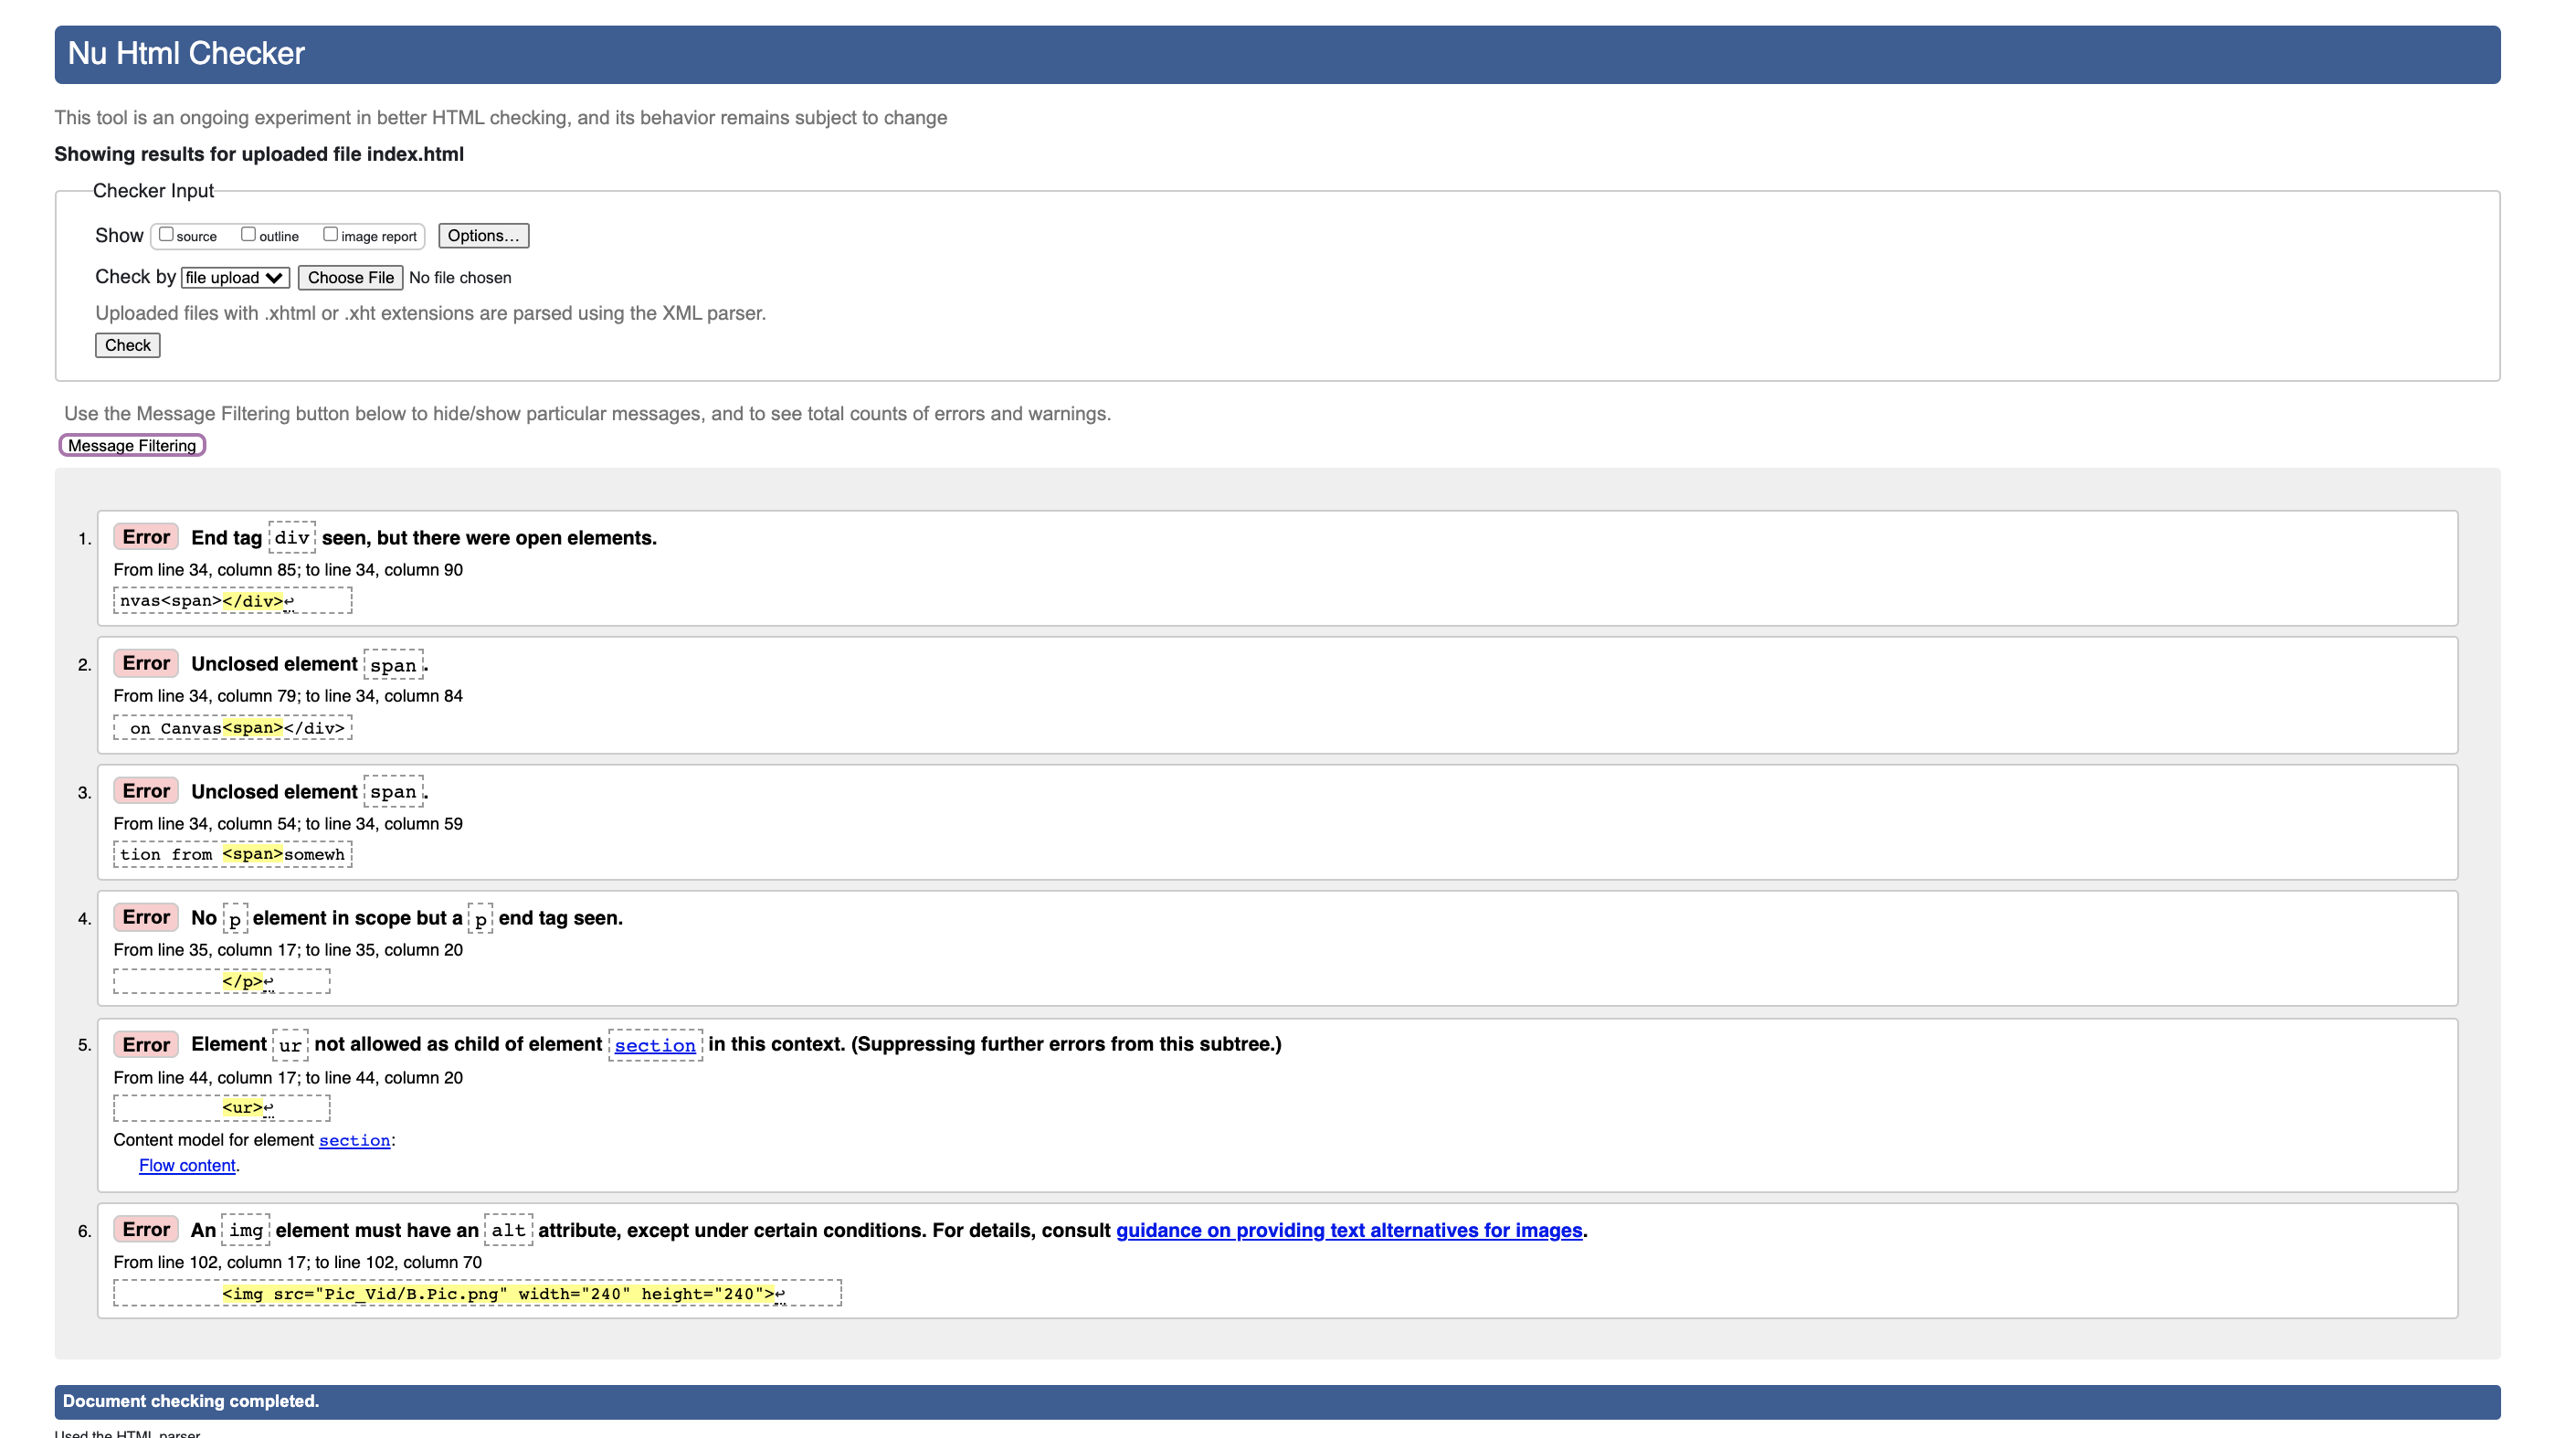 Nu Html Checker
This tool is an ongoing experiment in better HTML checking, and its behavior remains subject to change
Showing results for uploaded file index.html
Checker Input
Show source outline image report Options...
Check by file upload Choose File No file chosen
Uploaded files with .xhtml or .xht extensions are parsed using the XML parser.
Check
Use the Message Filtering button below to hide/show particular messages, and to see total counts of errors and warnings.
Message Filtering
1. Error End tag div seen, but there were open elements.
From line 34, column 85; to line 34, column 90
nvas<span></div>↩
2. Error Unclosed element span.
From line 34, column 79; to line 34, column 84
on Canvas<span></div>
3. Error Unclosed element span.
From line 34, column 54; to line 34, column 59
tion from <span>somewh
4. Error No p element in scope but a p end tag seen.
From line 35, column 17; to line 35, column 20
</p>↩
5. Error Element ur not allowed as child of element section in this context. (Suppressing further errors from this subtree.)
From line 44, column 17; to line 44, column 20
<ur>↩
Content model for element section:
Flow content.
6. Error An img element must have an alt attribute, except under certain conditions. For details, consult guidance on providing text alternatives for images.
From line 102, column 17; to line 102, column 70
<img src="Pic_Vid/B.Pic.png" width="240" height="240">↩
Document checking completed.
Used the HTML parser.